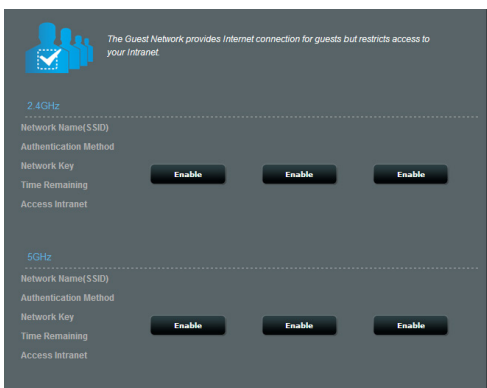 The Guest Network provides Internet connection for guests but restricts access to
your Intranet.
2.4GHz
Network Name(SSID)
Authentication Method
Network Key
Enable Enable Enable
Time Remaining
Access Intranet
5GHz
Network Name(SSID)
Authentication Method
Network Key
Enable Enable Enable
Time Remaining
Access Intranet